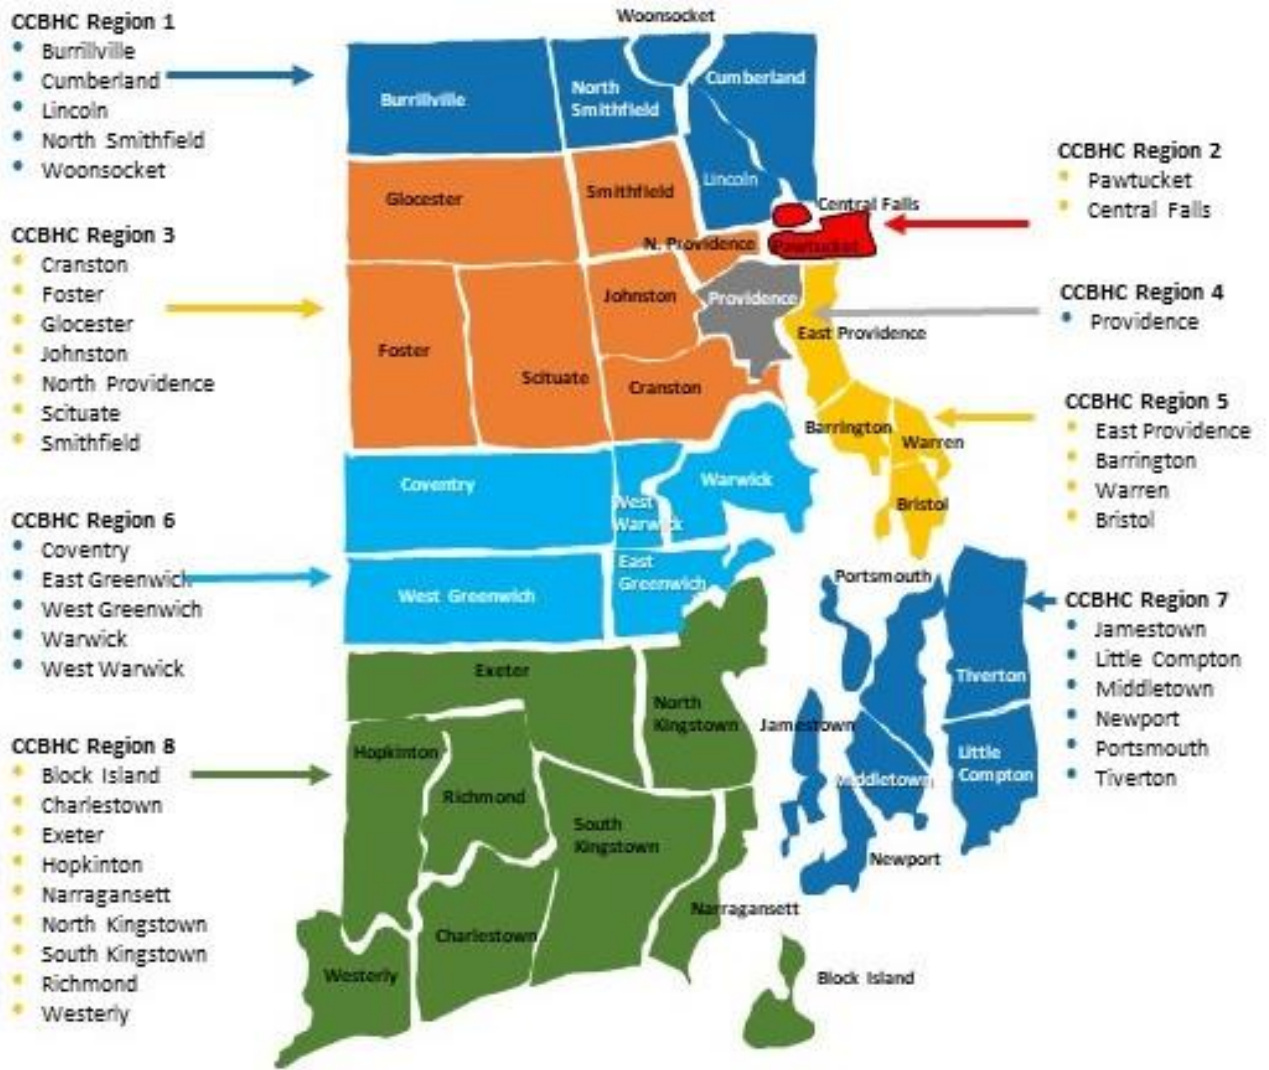 CCBHC Region 1
Burrillville
Cumberland
Lincoln
North Smithfield
Woonsocket
CCBHC Region 3
Cranston
Foster
Glocester
Johnston
North Providence
Scituate
Smithfield
CCBHC Region 6
Coventry
East Greenwich
West Greenwich
Warwick
West Warwick
CCBHC Region 8
Block Island
Charlestown
Exeter
Hopkinton
Narragansett
North Kingstown
South Kingstown
Richmond
Westerly
Woonsocket
Burrillville
North
Smithfield
Cumberland
Lincoln
Glocester
Smithfield
Central Falls
N. Providence
Pawtucket
Johnston
Providence
East Providence
Foster
Scituate
Cranston
Barrington
Warren
Coventry
West
Warwick
Warwick
Bristol
East
Greenwich
West Greenwich
Portsmouth
Exeter
North
Kingstown
Tiverton
Jamestown
Hopkinton
Richmond
Middletown
Little
Compton
South
Kingstown
Newport
Narragansett
Charlestown
Westerly
Block Island
CCBHC Region 2
Pawtucket
Central Falls
CCBHC Region 4
Providence
CCBHC Region 5
East Providence
Barrington
Warren
Bristol
CCBHC Region 7
Jamestown
Little Compton
Middletown
Newport
Portsmouth
Tiverton